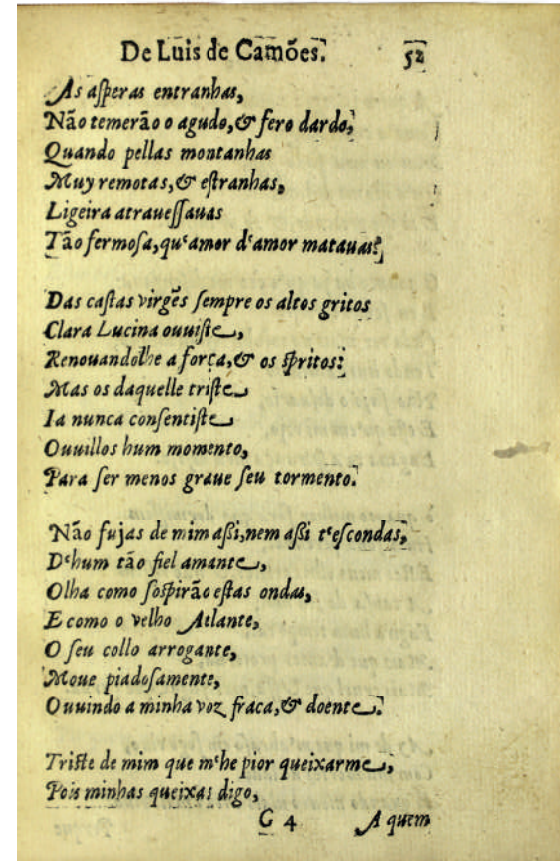 De Luis de Camões. 52
As asperas entranhas,
Não temerão o agudo, & fero dardo,
Quando pellas montanhas
Muy remotas, & estranhas,
Ligeira atrauessauas
Tão fermosa, qu'amor d'amor matauas?
Das castas virgẽs sempre os altos gritos
Clara Lucina ouuiste,
Renouandolhe a força, & os spritos:
Mas os daquelle triste
Ia nunca consentiste
Ouuillos hum momento,
Para ser menos graue seu tormento.
Não fujas de mim assi, nem assi t'escondas,
D'hum tão fiel amante,
Olha como sospirão estas ondas,
E como o velho Atlante,
O seu collo arrogante,
Moue piadosamente,
Ouuindo a minha voz fraca, & doente.
Triste de mim que m'he pior queixarme,
Pois minhas queixas digo,
G 4 A quem